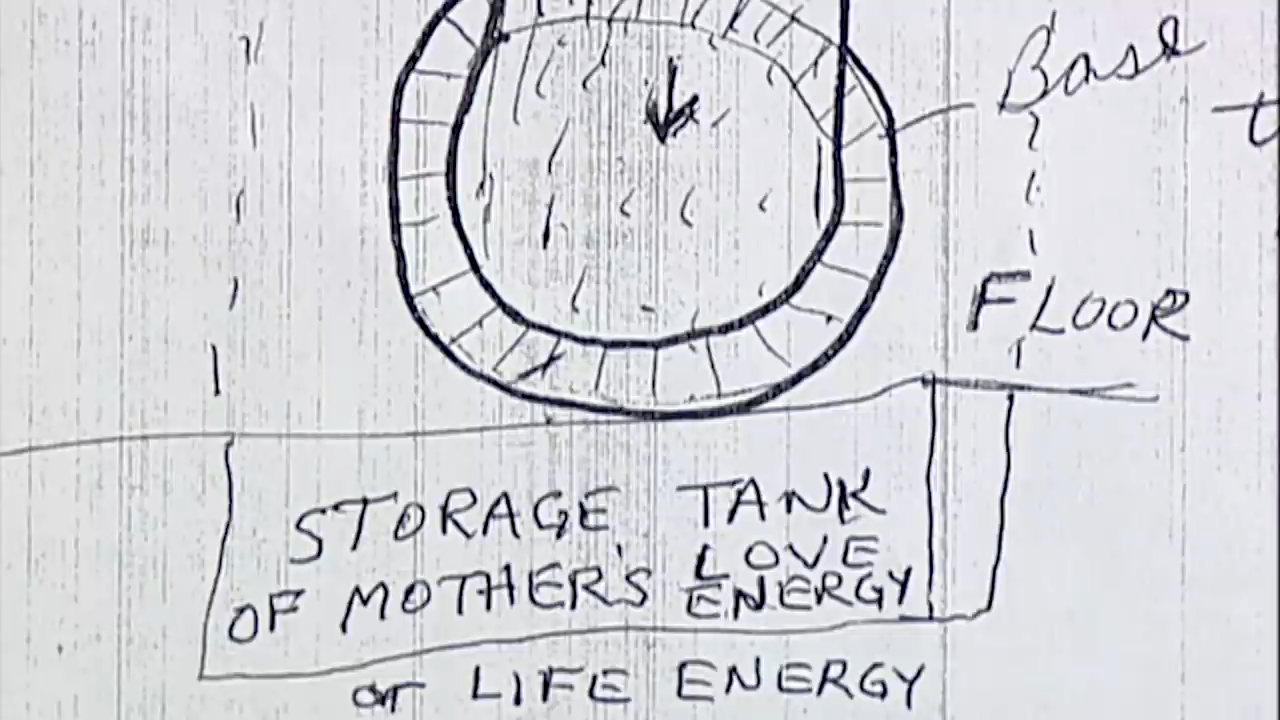 Base
FLOOR
STORAGE TANK
OF MOTHER'S LOVE
ENERGY
or LIFE ENERGY